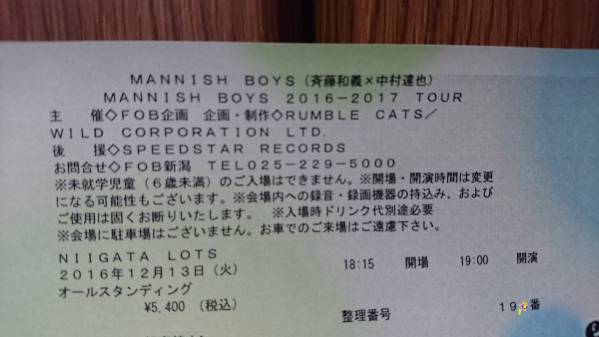 MANNISH BOYS(斉藤和義×中村達也)
MANNISH BOYS 2016-2017 TOUR
主　催◇FOB企画　企画・制作◇RUMBLE CATS/
WILD CORPORATION LTD.
後　援◇SPEEDSTAR RECORDS
お問合せ◇FOB新潟　TEL025-229-5000
※未就学児童(6歳未満)のご入場はできません。※開場・開演時間は変更
になる可能性もございます。※会場内への録音・録画機器の持込み、および
ご使用は固くお断りいたします。　※入場時ドリンク代別途必要
※会場に駐車場はございません。お車でのご来場はご遠慮下さい。
NIIGATA LOTS
2016年12月13日(火)　18:15　開場　19:00　開演
オールスタンディング
¥5,400 (税込)
整理番号　19 番